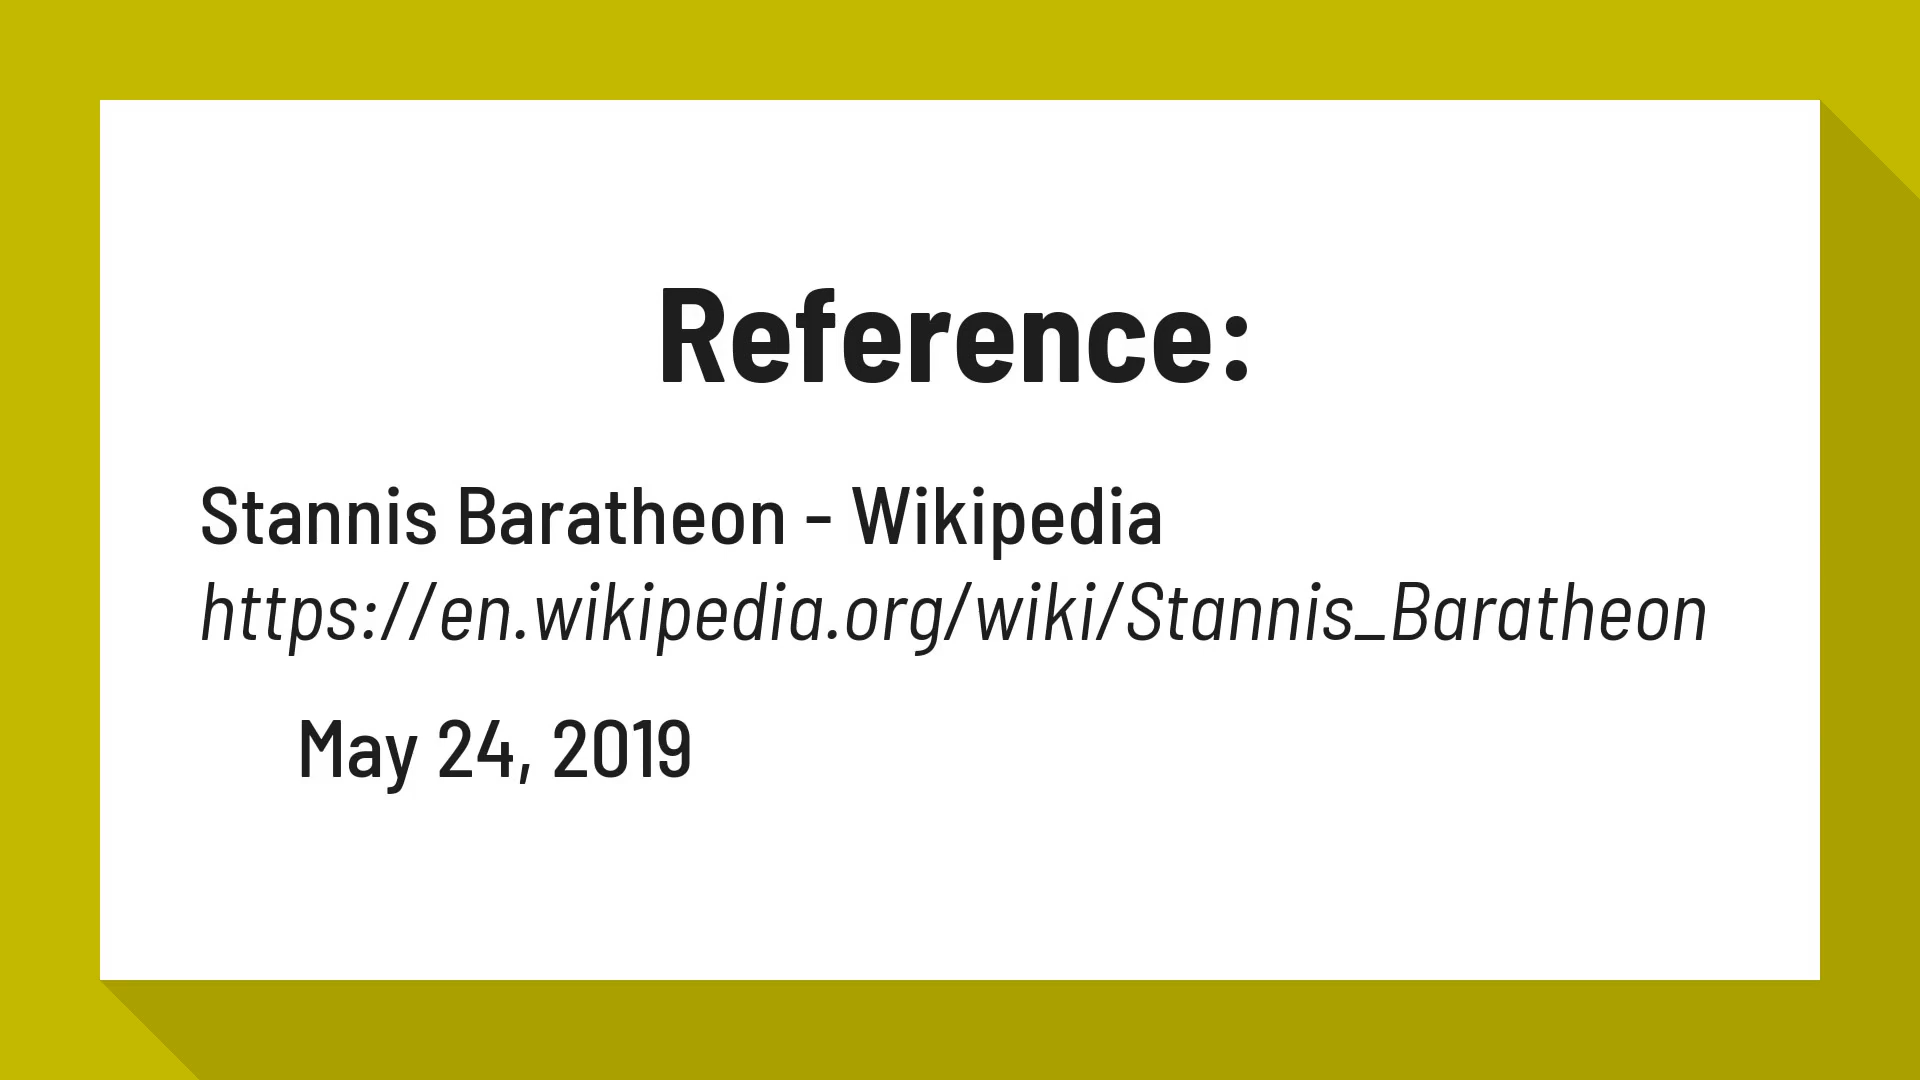 Reference:
Stannis Baratheon - Wikipedia
https://en.wikipedia.org/wiki/Stannis_Baratheon
May 24, 2019